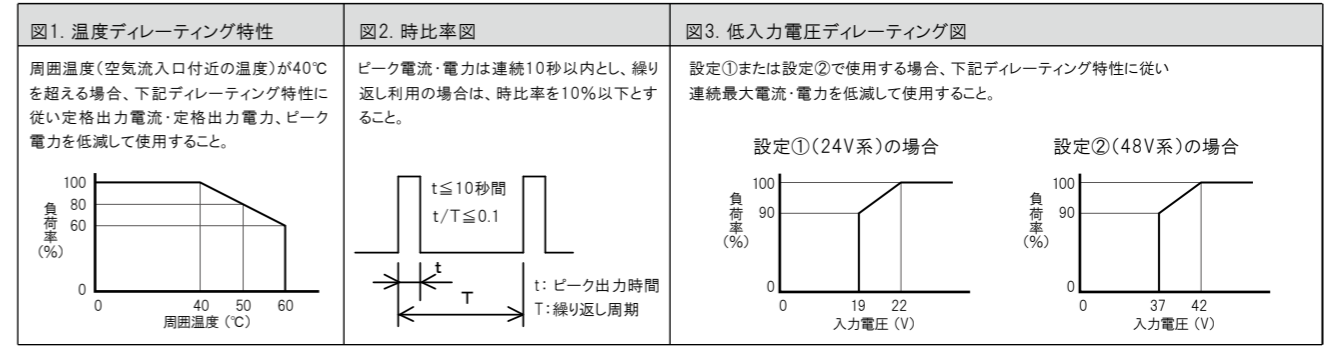 図1. 温度ディレーティング特性
周囲温度(空気流入口付近の温度)が40℃
を超える場合、下記ディレーティング特性に
従い定格出力電流・定格出力電力、ピーク
電力を低減して使用すること。
100
80
60
0
負荷率(%)
0
40
50
60
周囲温度(℃)
図2. 時比率図
ピーク電流・電力は連続10秒以内とし、繰り
返し利用の場合は、時比率を10%以下とす
ること。
t≦10秒間
t/T≦0.1
t
T
t: ピーク出力時間
T:繰り返し周期
図3. 低入力電圧ディレーティング図
設定①または設定②で使用する場合、下記ディレーティング特性に従い
連続最大電流・電力を低減して使用すること。
設定①(24V系)の場合
100
90
0
負荷率(%)
0
19
22
入力電圧(V)
設定②(48V系)の場合
100
90
0
負荷率(%)
0
37
42
入力電圧(V)